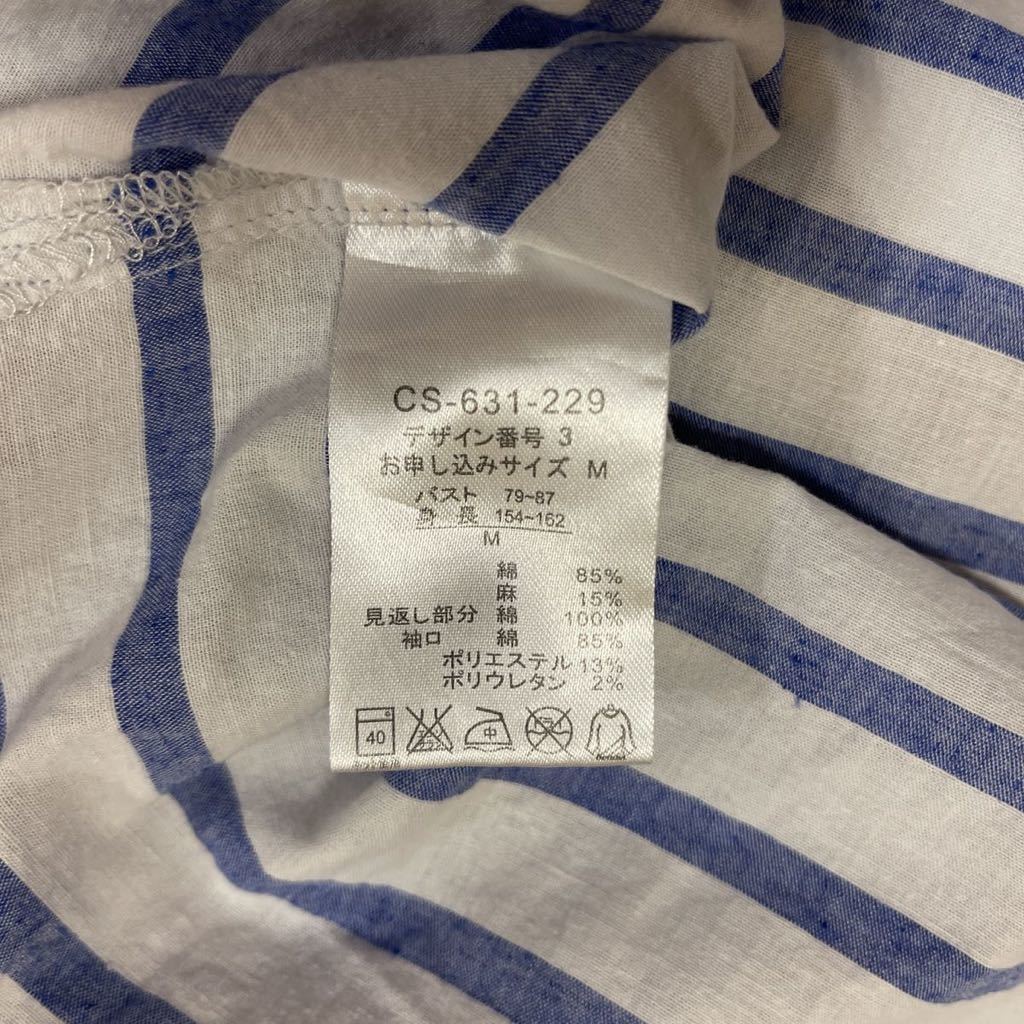 CS-631-229
デザイン番号 3
お申し込みサイズ M
バスト 79~87
身 長 154~162
M
綿 85%
麻 15%
見返し部分 綿 100%
袖口 綿 85%
ポリエステル 13%
ポリウレタン 2%
40 中